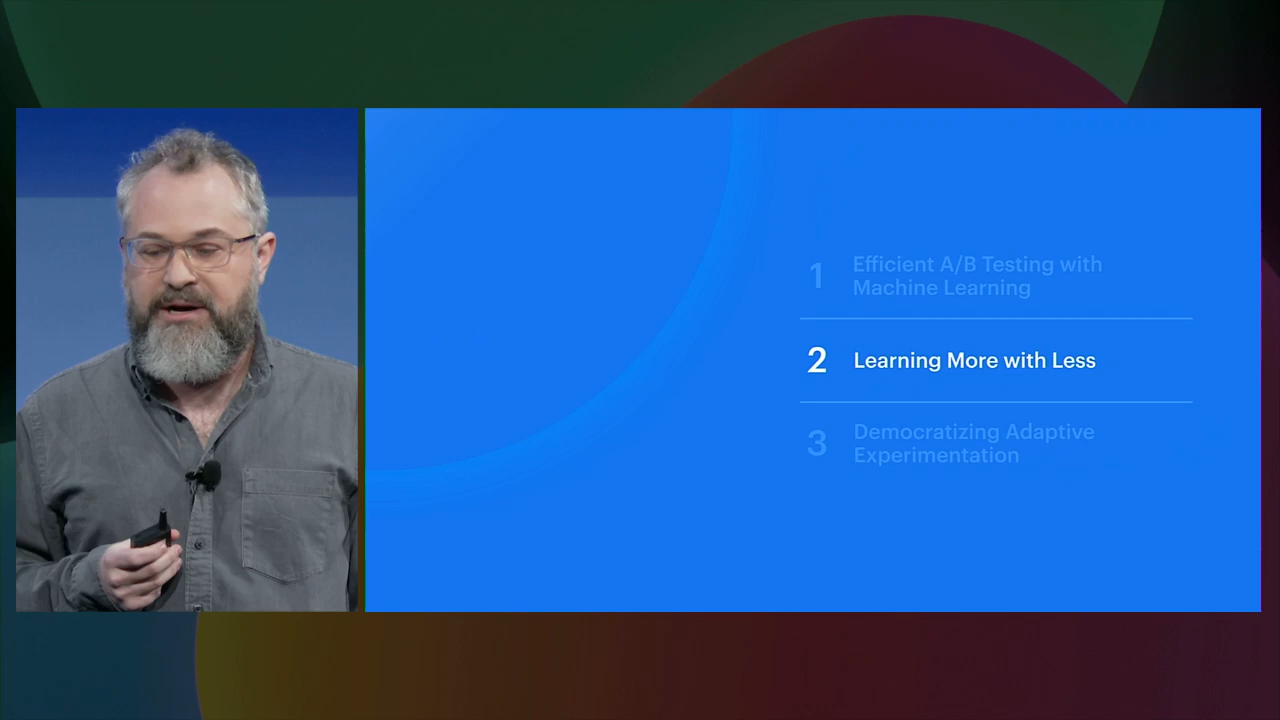 1
Efficient A/B Testing with
Machine Learning
2
Learning More with Less
3
Democratizing Adaptive
Experimentation